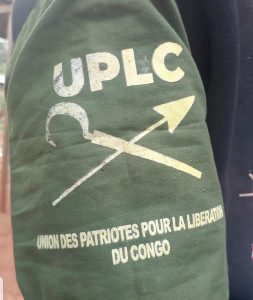 UPLC
UNION DES PATRIOTES POUR LA LIBERATION
DU CONGO